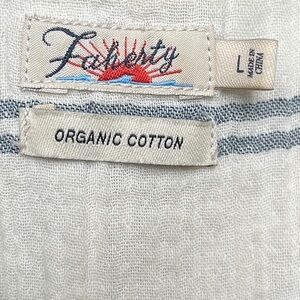 Faherty
L
MADE IN
CHINA
ORGANIC COTTON